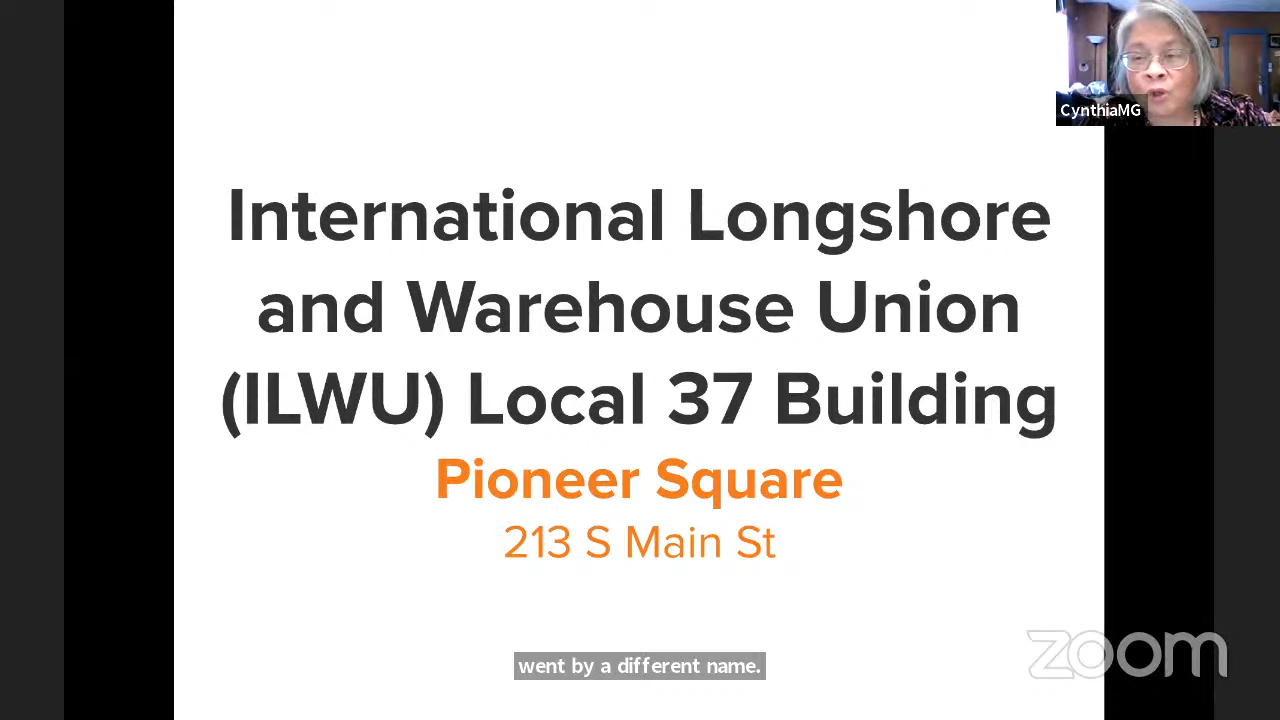 CynthiaMG
International Longshore
and Warehouse Union
(ILWU) Local 37 Building
Pioneer Square
213 S Main St
went by a different name.
zoom